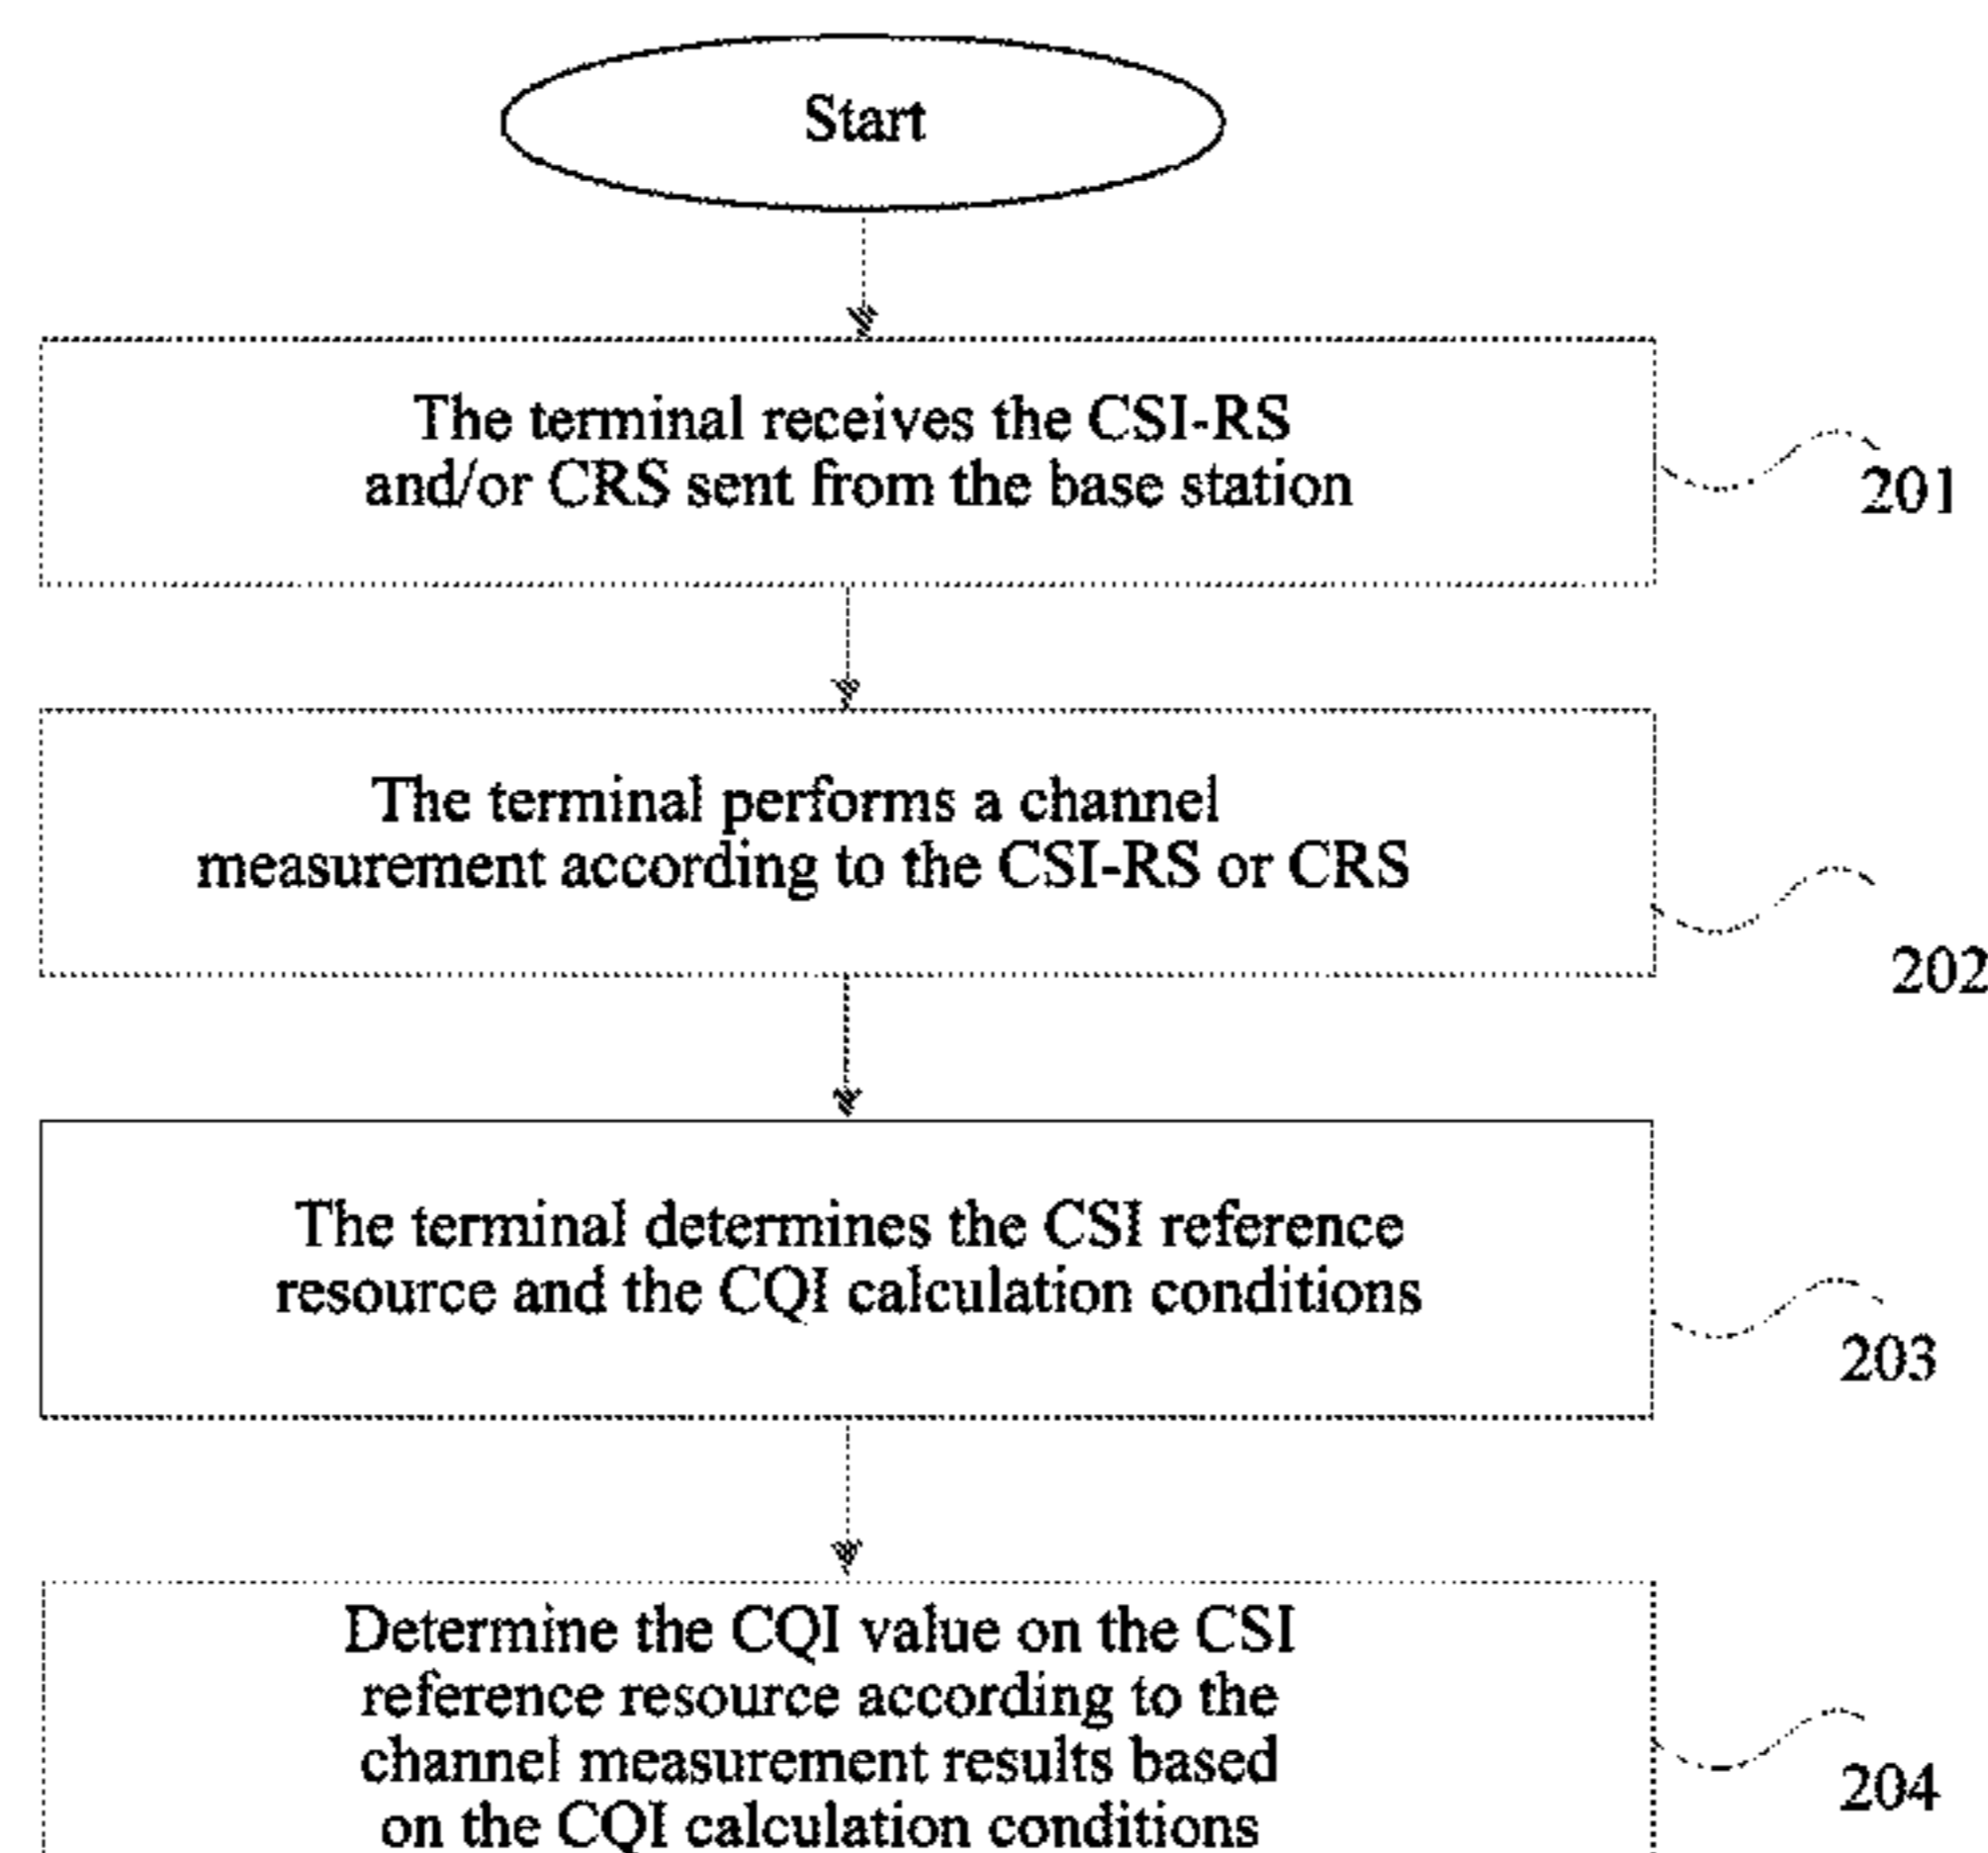 Start
The terminal receives the CSI-RS
and/or CRS sent from the base station
201
The terminal performs a channel
measurement according to the CSI-RS or CRS
202
The terminal determines the CSI reference
resource and the CQI calculation conditions
203
Determine the CQI value on the CSI
reference resource according to the
channel measurement results based
on the CQI calculation conditions
204